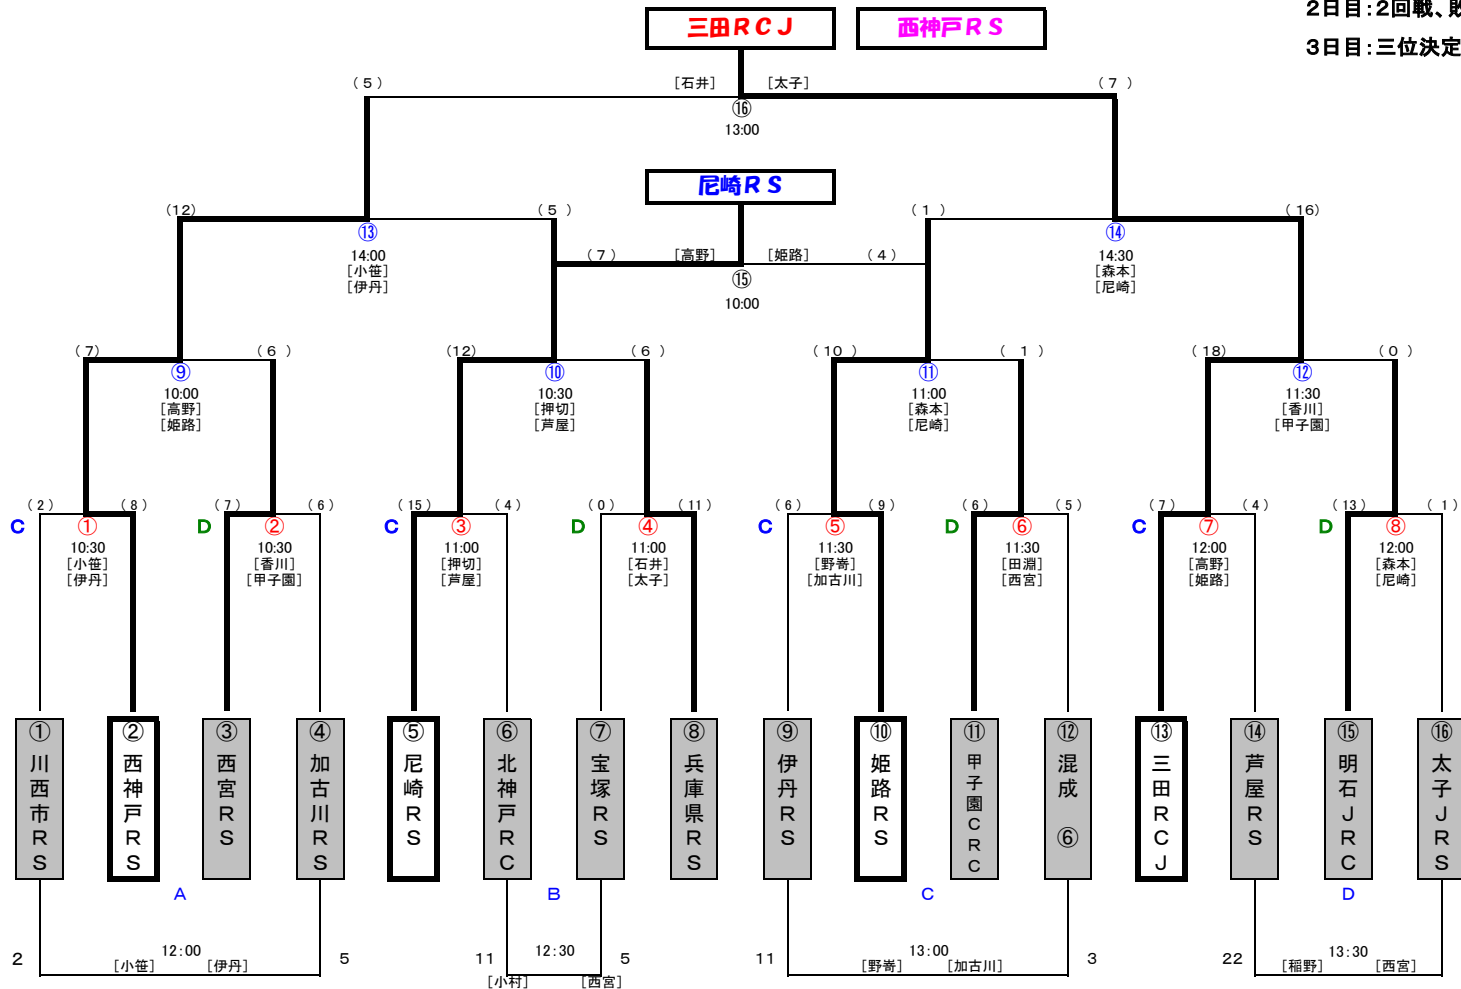 2日目：2回戦、
三田ＲＣＪ 西神戸ＲＳ
3日目：三位決定
（５） [石井] [太子] （７）
⑯
13:00
尼崎ＲＳ
（12） （５） （１） （16）
⑬ ⑭
14:00 （７） [高野] [姫路] （４） 14:30
[小笹] [森本]
[伊丹] ⑮ [尼崎]
10:00
（７） （６） （12） （６） （10） （１） （18） （０）
⑨ ⑩ ⑪ ⑫
10:00 10:30 11:00 11:30
[高野] [押切] [森本] [香川]
[姫路] [芦屋] [尼崎] [甲子園]
（２） （８） （７） （６） （15） （４） （０） （11） （６） （９） （６） （５） （７） （４） （13） （１）
C ① D ② C ③ D ④ C ⑤ D ⑥ C ⑦ D ⑧
10:30 10:30 11:00 11:00 11:30 11:30 12:00 12:00
[小笹] [香川] [押切] [石井] [野嵜] [田淵] [高野] [森本]
[伊丹] [甲子園] [芦屋] [太子] [加古川] [西宮] [姫路] [尼崎]
①川西市ＲＳ
②西神戸ＲＳ
③西宮ＲＳ
④加古川ＲＳ
⑤尼崎ＲＳ
⑥北神戸ＲＣ
⑦宝塚ＲＳ
⑧兵庫県ＲＳ
⑨伊丹ＲＳ
⑩姫路ＲＳ
⑪甲子園ＣＲＣ
⑫混成　⑥
⑬三田ＲＣＪ
⑭芦屋ＲＳ
⑮明石ＪＲＣ
⑯太子ＪＲＳ
A B C D
2 12:00 5 11 12:30 5 11 13:00 3 22 13:30
[小笹] [伊丹] [小村] [西宮] [野嵜] [加古川] [稲野] [西宮]